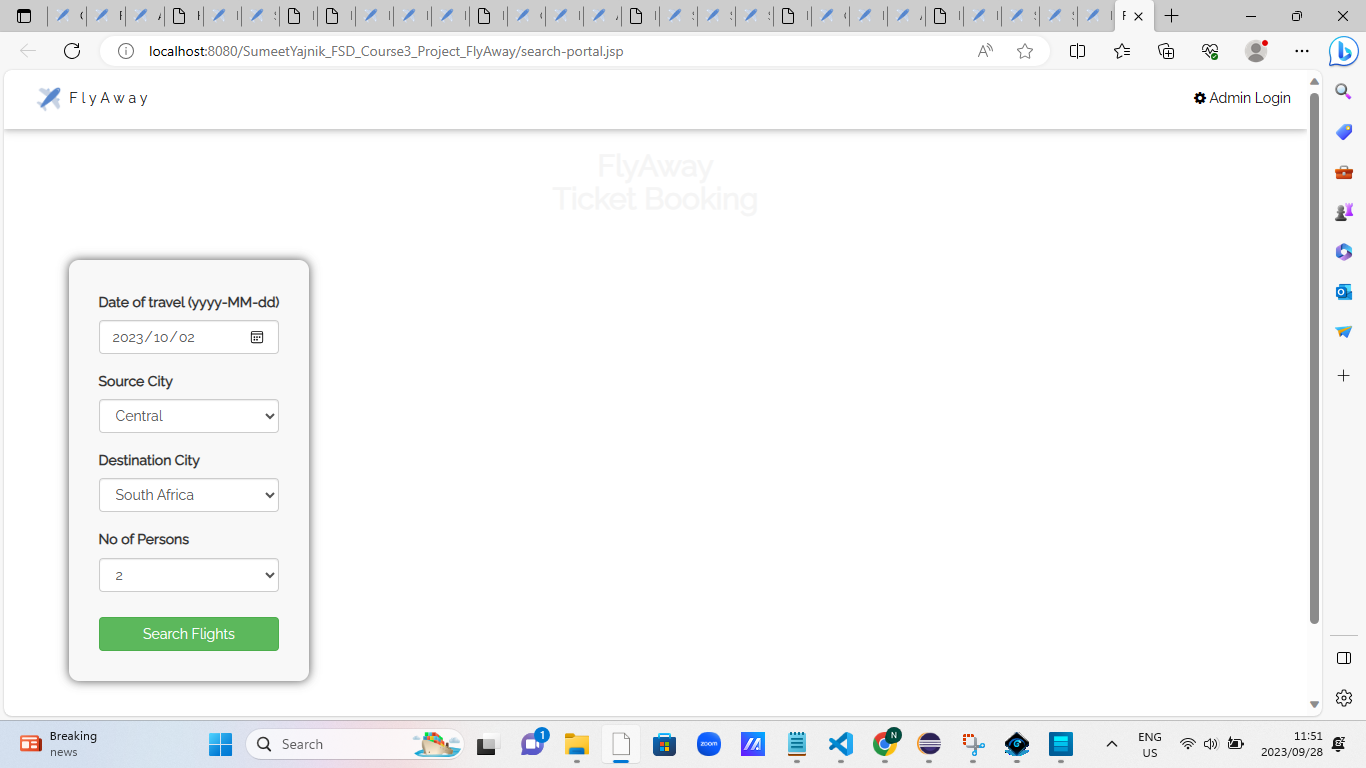 localhost:8080/SumeetYajnik_FSD_Course3_Project_FlyAway/search-portal.jsp
FlyAway
Admin Login
FlyAway
Ticket Booking
Date of travel (yyyy-MM-dd)
2023/10/02
Source City
Central
Destination City
South Africa
No of Persons
2
Search Flights
Breaking
news
Search
1
zoom
N
ENG
US
11:51
2023/09/28